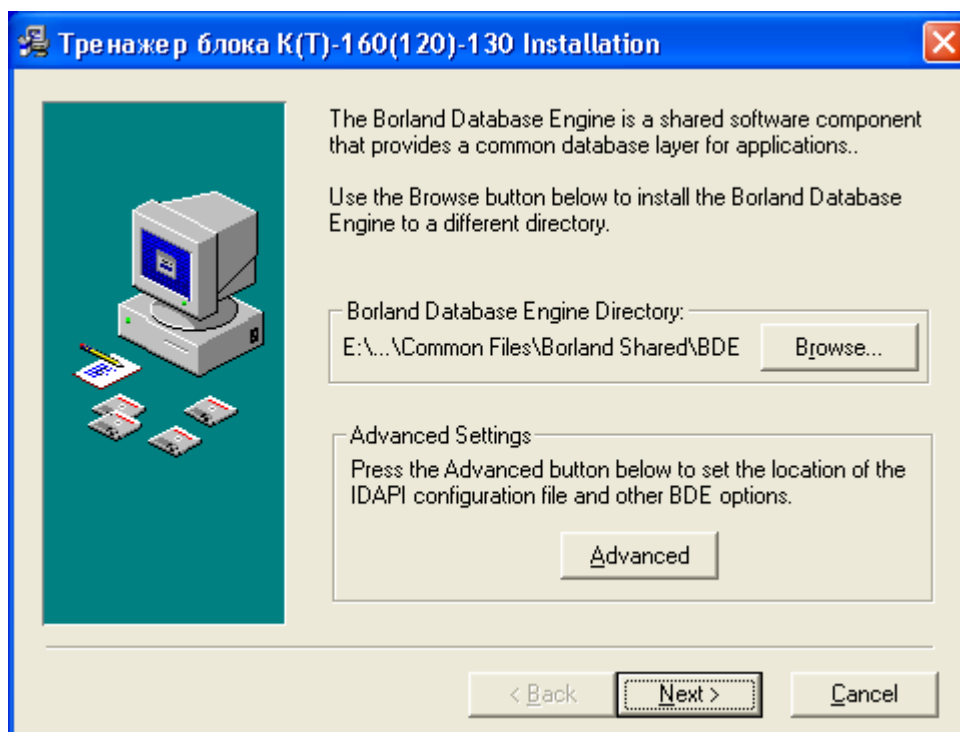 Тренажер блока К(Т)-160(120)-130 Installation
The Borland Database Engine is a shared software component
that provides a common database layer for applications..
Use the Browse button below to install the Borland Database
Engine to a different directory.
Borland Database Engine Directory:
E:\...\Common Files\Borland Shared\BDE
Browse...
Advanced Settings
Press the Advanced button below to set the location of the
IDAPI configuration file and other BDE options.
Advanced
< Back
Next >
Cancel